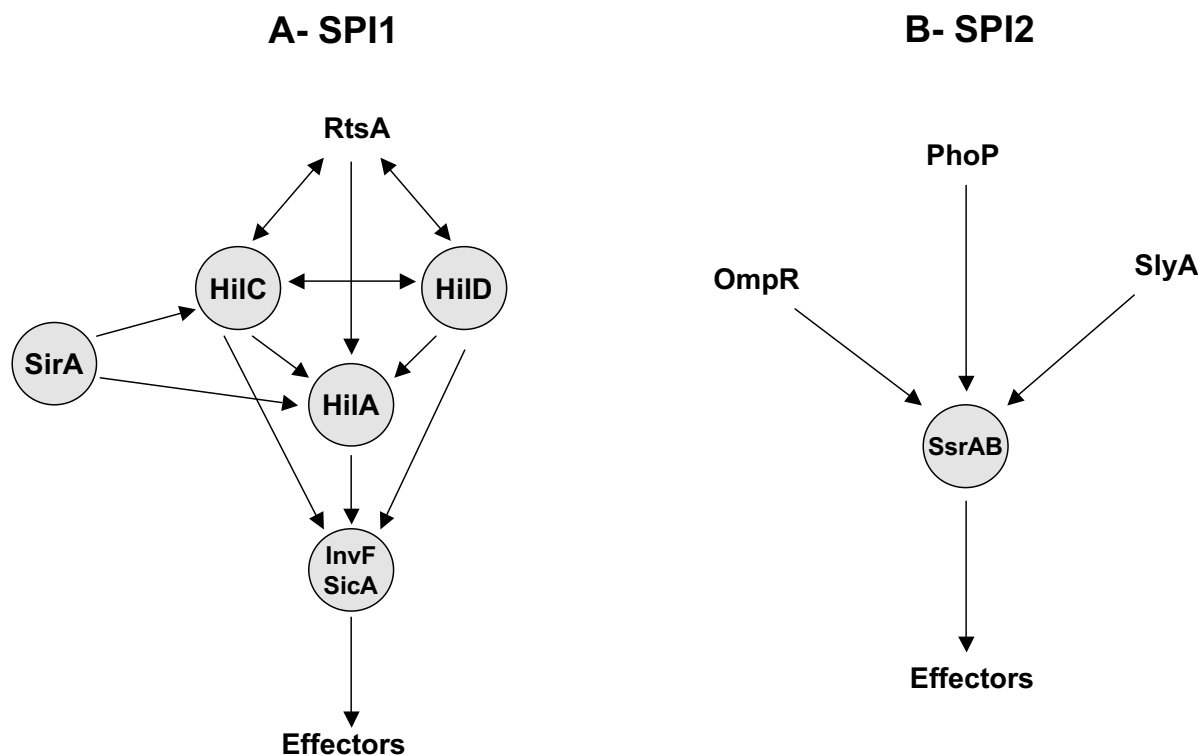 A- SPI1
RtsA
HilC
HilD
SirA
HilA
InvF
SicA
Effectors
B- SPI2
PhoP
OmpR
SlyA
SsrAB
Effectors